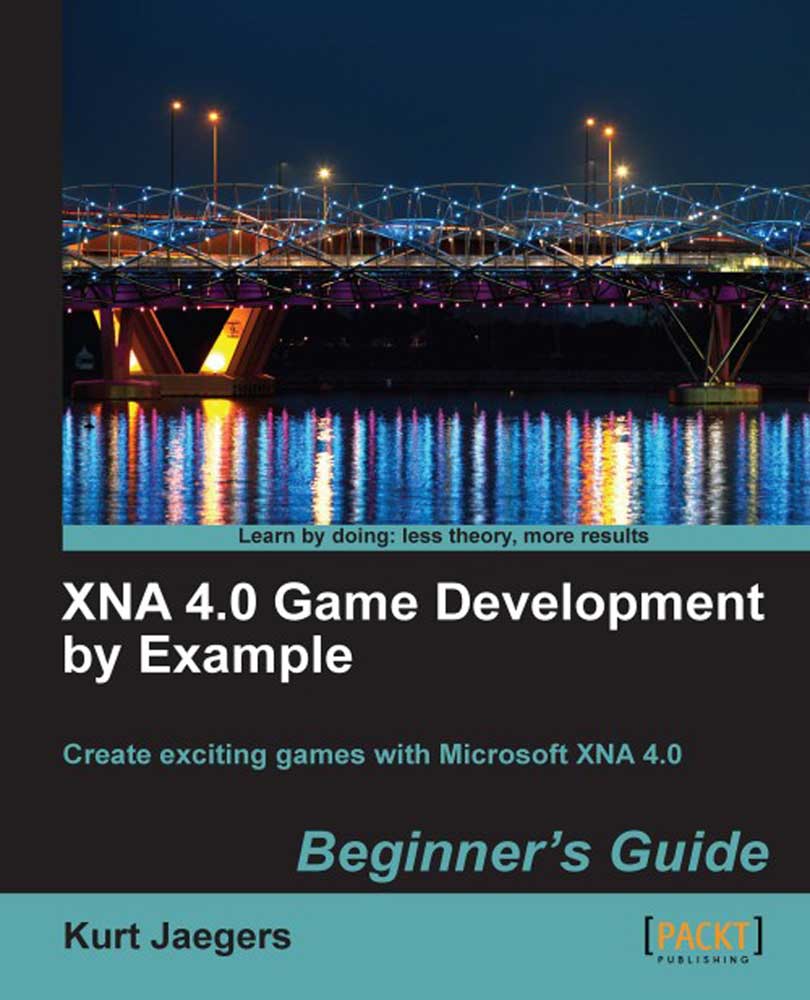 Learn by doing: less theory, more results
XNA 4.0 Game Development
by Example
Create exciting games with Microsoft XNA 4.0
Beginner's Guide
Kurt Jaegers
[PACKT]
PUBLISHING